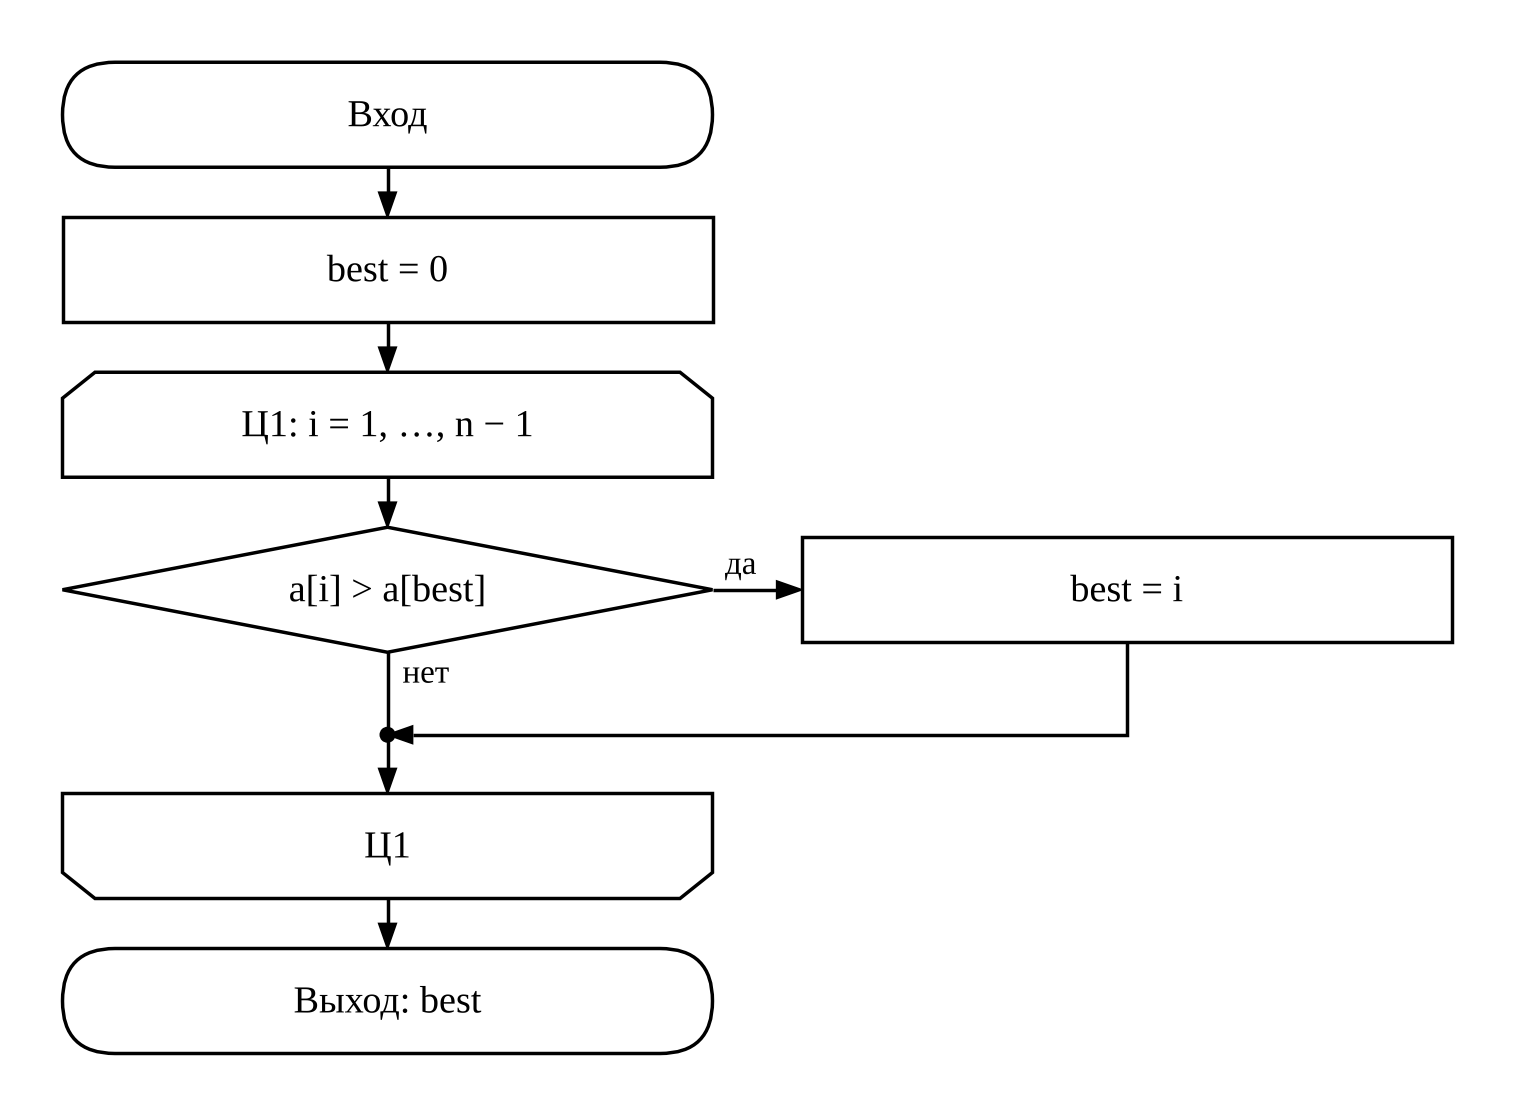 Вход
best = 0
Ц1: i = 1, …, n − 1
a[i] > a[best]
да
best = i
нет
Ц1
Выход: best